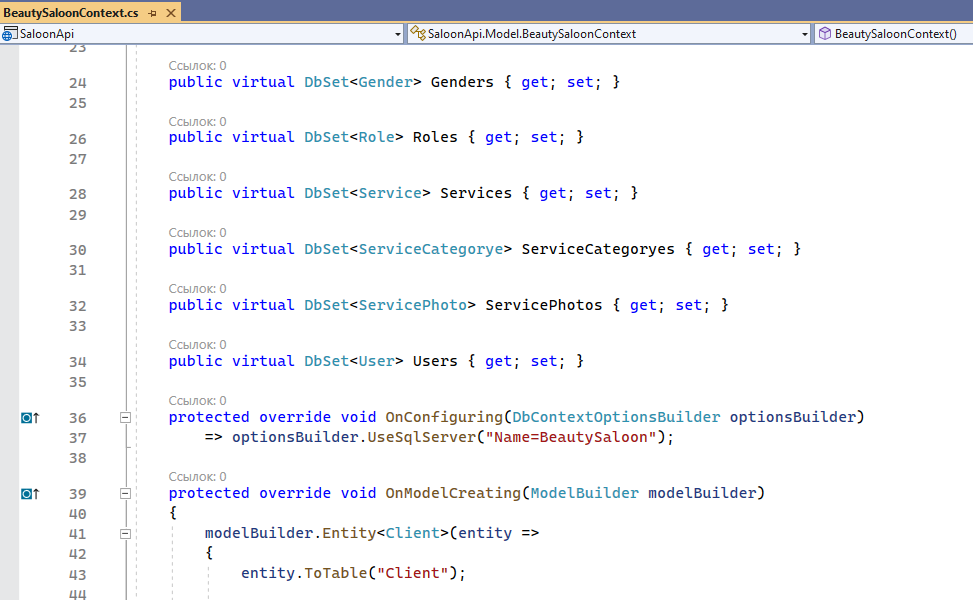 BeautySaloonContext.cs
SaloonApi
SaloonApi.Model.BeautySaloonContext
BeautySaloonContext()
23
Ссылок: 0
24 public virtual DbSet<Gender> Genders { get; set; }
25
Ссылок: 0
26 public virtual DbSet<Role> Roles { get; set; }
27
Ссылок: 0
28 public virtual DbSet<Service> Services { get; set; }
29
Ссылок: 0
30 public virtual DbSet<ServiceCategorye> ServiceCategoryes { get; set; }
31
Ссылок: 0
32 public virtual DbSet<ServicePhoto> ServicePhotos { get; set; }
33
Ссылок: 0
34 public virtual DbSet<User> Users { get; set; }
35
Ссылок: 0
36 protected override void OnConfiguring(DbContextOptionsBuilder optionsBuilder)
37 => optionsBuilder.UseSqlServer("Name=BeautySaloon");
38
Ссылок: 0
39 protected override void OnModelCreating(ModelBuilder modelBuilder)
40 {
41 modelBuilder.Entity<Client>(entity =>
42 {
43 entity.ToTable("Client");
44